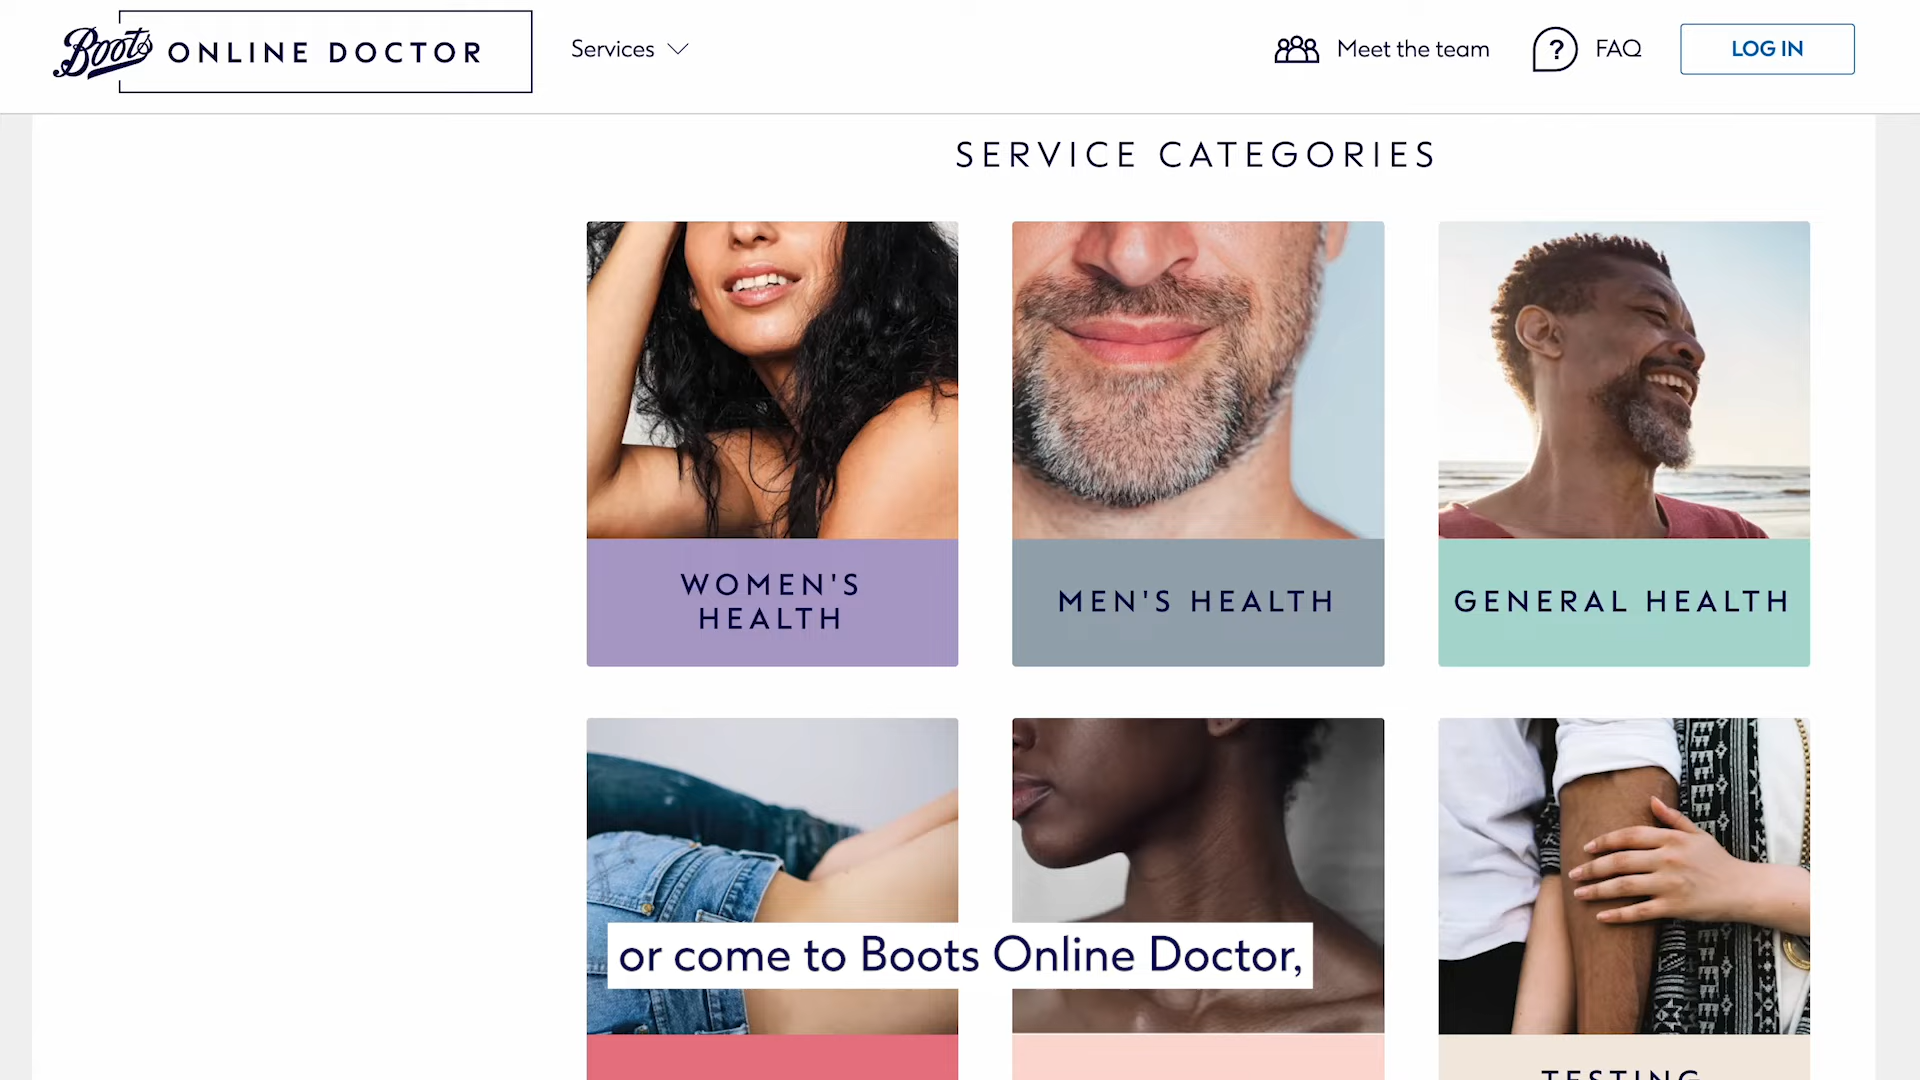 Boots ONLINE DOCTOR
Services
Meet the team
?
FAQ
LOG IN
SERVICE CATEGORIES
WOMEN'S
HEALTH
MEN'S HEALTH
GENERAL HEALTH
or come to Boots Online Doctor,
TESTING